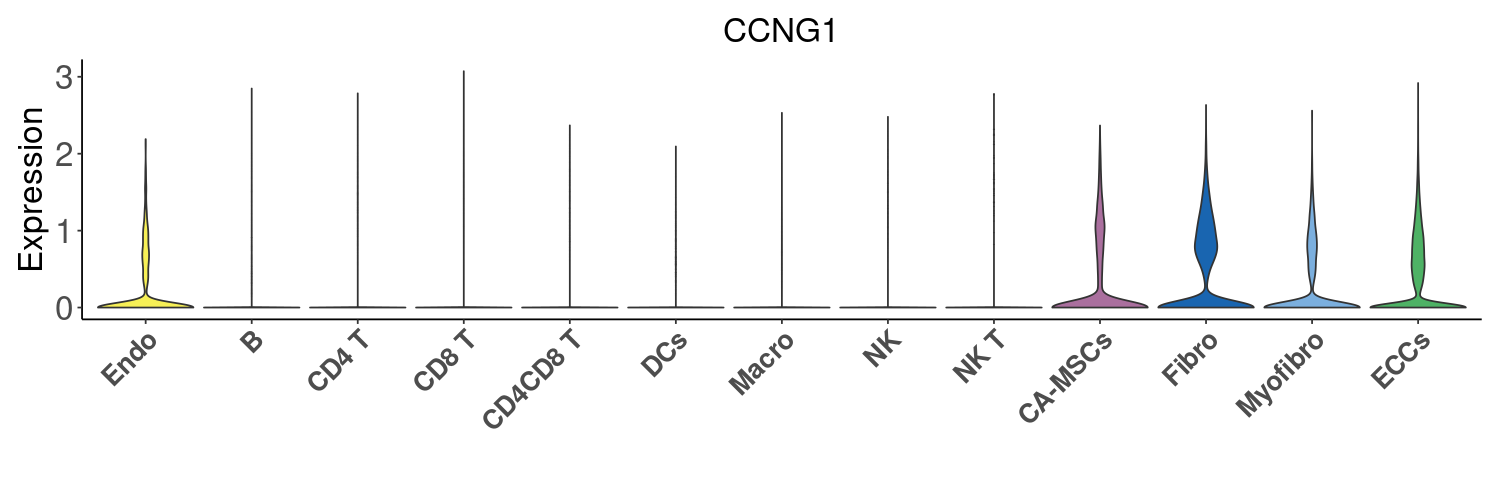 CCNG1
Expression
3
2
1
0
Endo
B
CD4 T
CD8 T
CD4CD8 T
DCs
Macro
NK
NK T
CA-MSCs
Fibro
Myofibro
ECCs